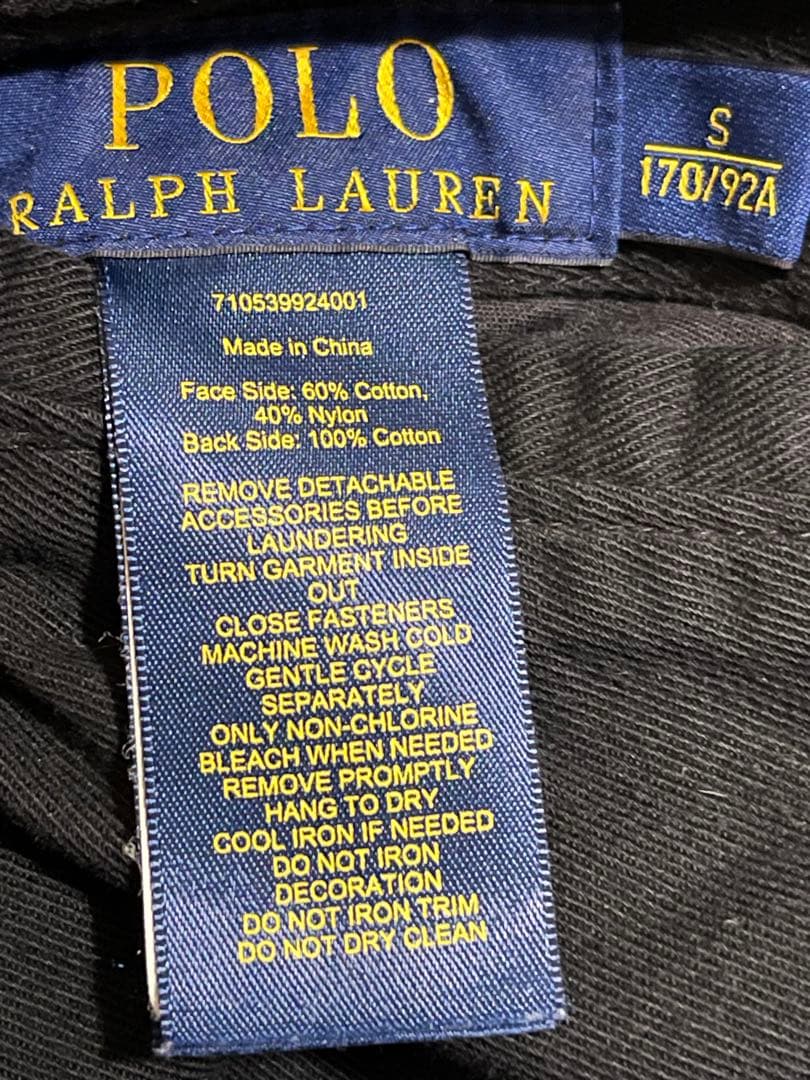 POLO
RALPH LAUREN
S
170/92A
710539924001
Made in China
Face Side: 60% Cotton,
40% Nylon
Back Side: 100% Cotton
REMOVE DETACHABLE
ACCESSORIES BEFORE
LAUNDERING
TURN GARMENT INSIDE
OUT
CLOSE FASTENERS
MACHINE WASH COLD
GENTLE CYCLE
SEPARATELY
ONLY NON-CHLORINE
BLEACH WHEN NEEDED
REMOVE PROMPTLY
HANG TO DRY
COOL IRON IF NEEDED
DO NOT IRON
DECORATION
DO NOT IRON TRIM
DO NOT DRY CLEAN